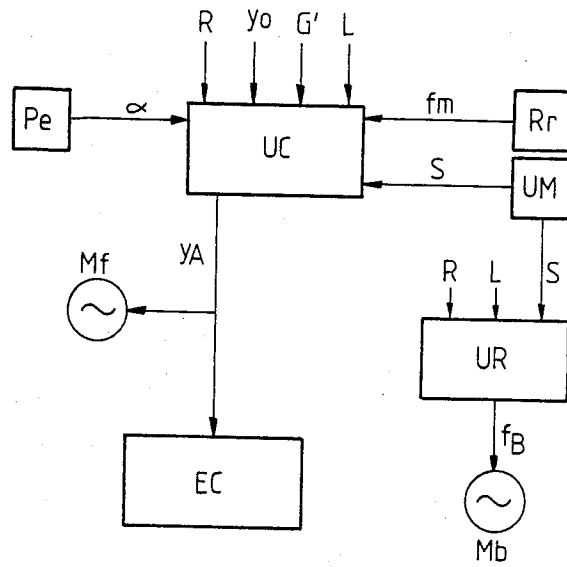 R yo G' L
Pe α fm Rr
UC
S UM
yA
Mf R L S
UR
fB
EC
Mb